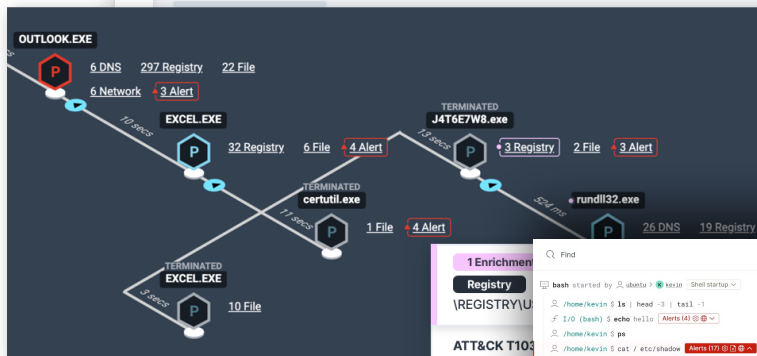 OUTLOOK.EXE
6 DNS 297 Registry 22 File
6 Network 3 Alert
10 secs
EXCEL.EXE
32 Registry 6 File 4 Alert
TERMINATED
J4T6E7W8.exe
13 secs
3 Registry 2 File 3 Alert
TERMINATED
certutil.exe
11 secs
1 File 4 Alert
524 ms
rundll32.exe
26 DNS 19 Registry
TERMINATED
EXCEL.EXE
3 secs
10 File
1 Enrichment
Registry
\REGISTRY\US
ATT&CK T103
Find
bash started by ubuntu > K kevin Shell startup
/home/kevin $ ls | head -3 | tail -1
I/O (bash) $ echo hello Alerts (4)
/home/kevin $ ps
/home/kevin $ cat / etc/shadow Alerts (17)